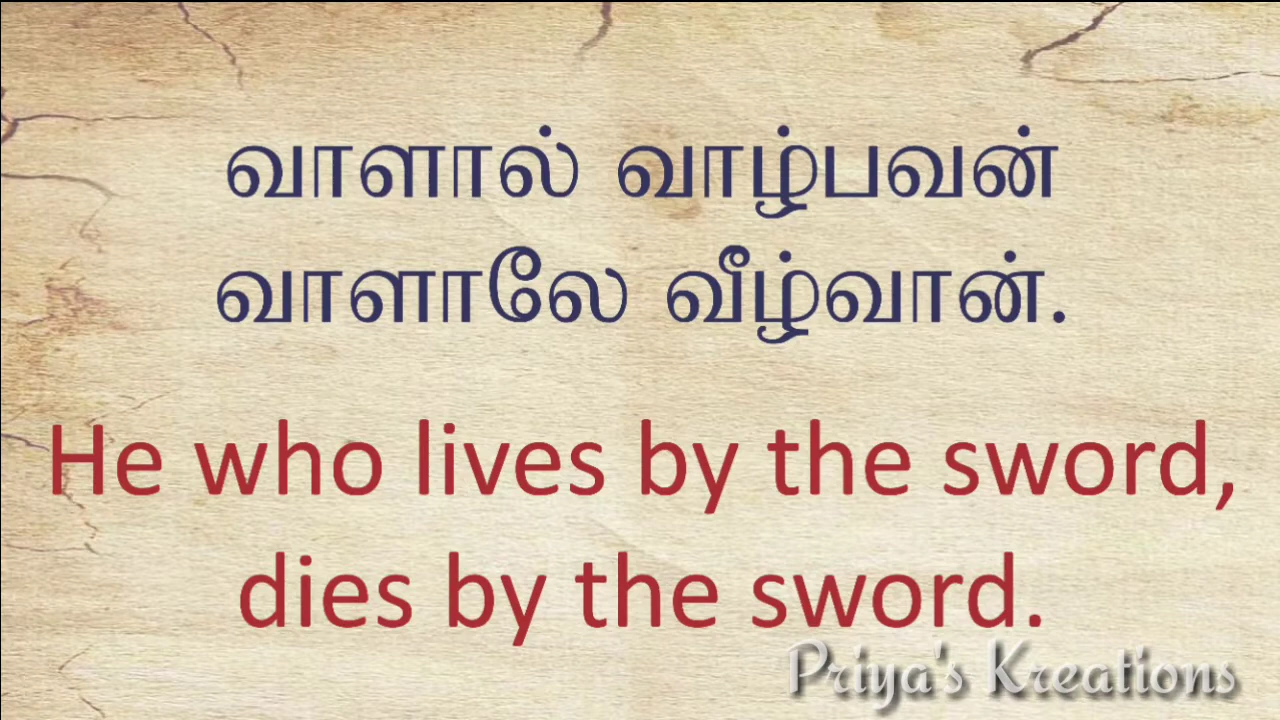 வாளால் வாழ்பவன்
வாளாலே வீழ்வான்.
He who lives by the sword,
dies by the sword.
Priya's Kreations